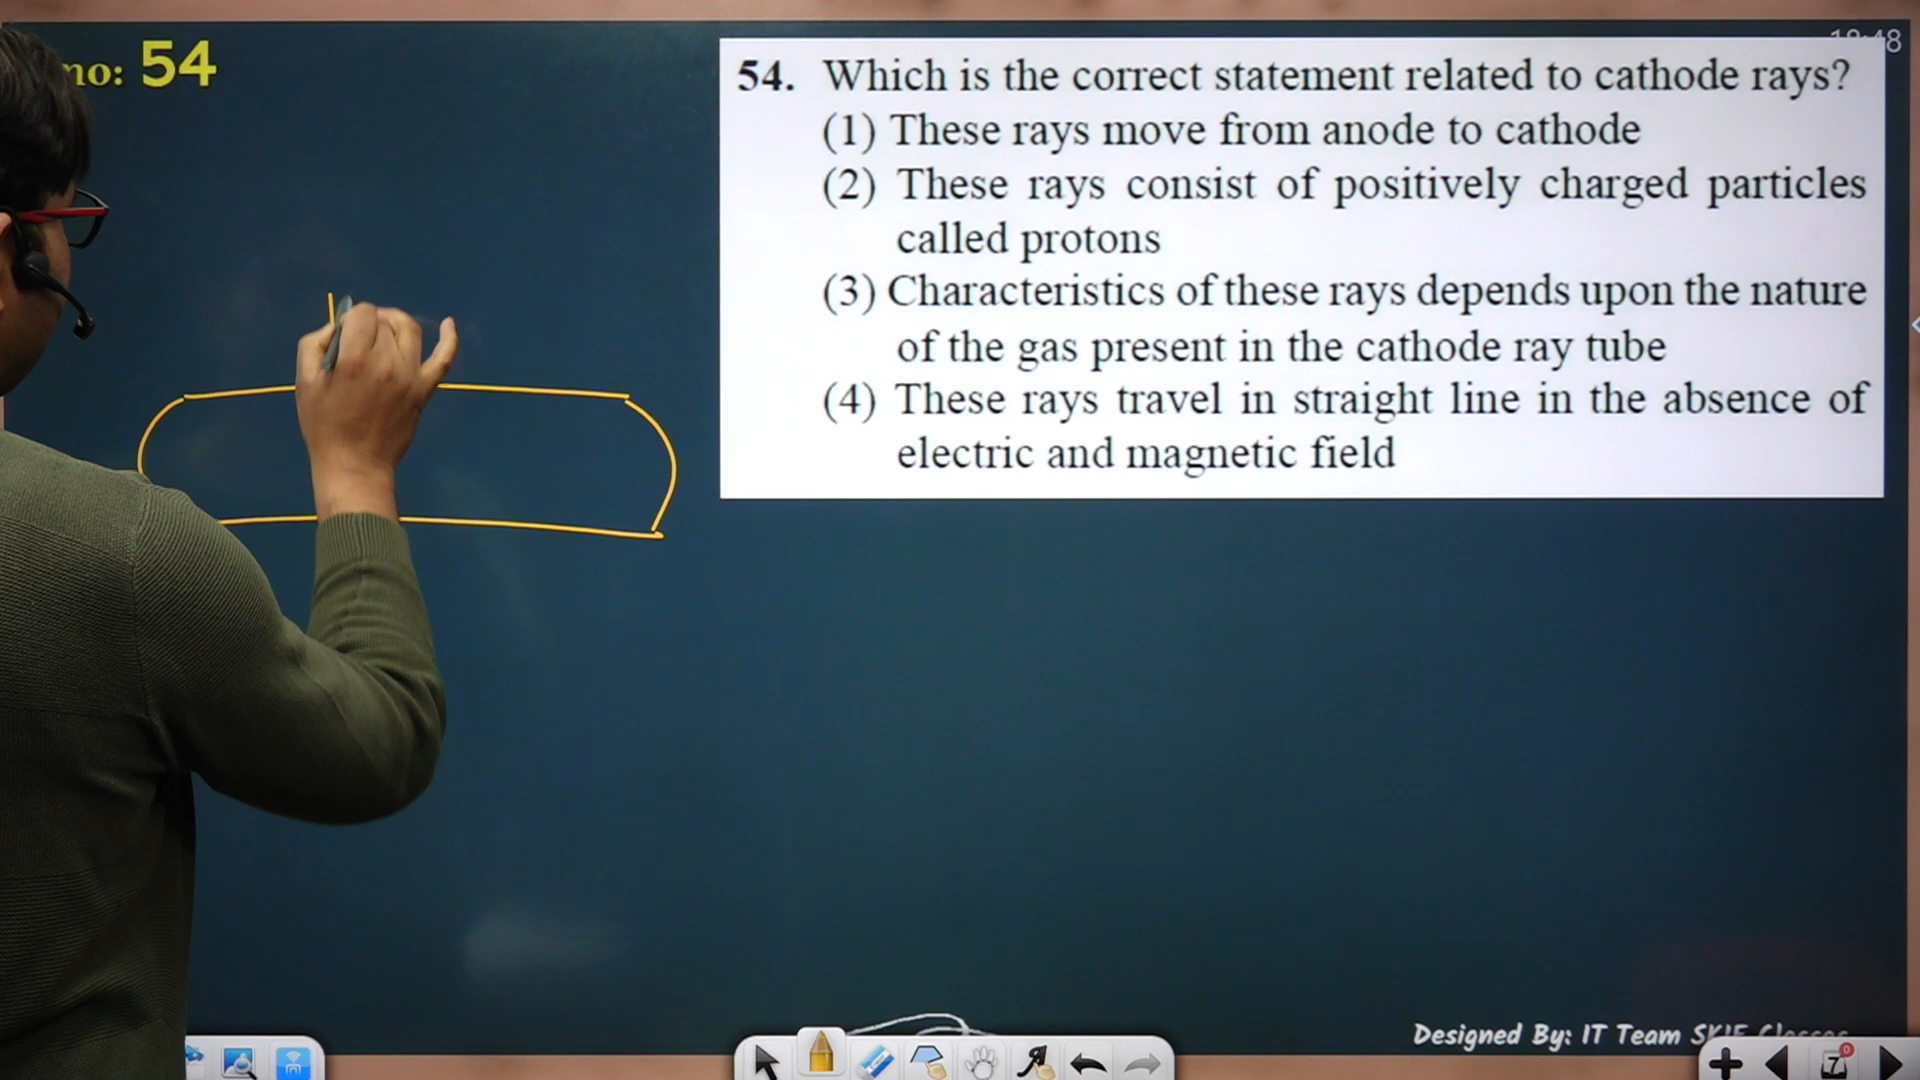 no: 54
54. Which is the correct statement related to cathode rays?
(1) These rays move from anode to cathode
(2) These rays consist of positively charged particles
called protons
(3) Characteristics of these rays depends upon the nature
of the gas present in the cathode ray tube
(4) These rays travel in straight line in the absence of
electric and magnetic field
Designed By: IT Team
7
0